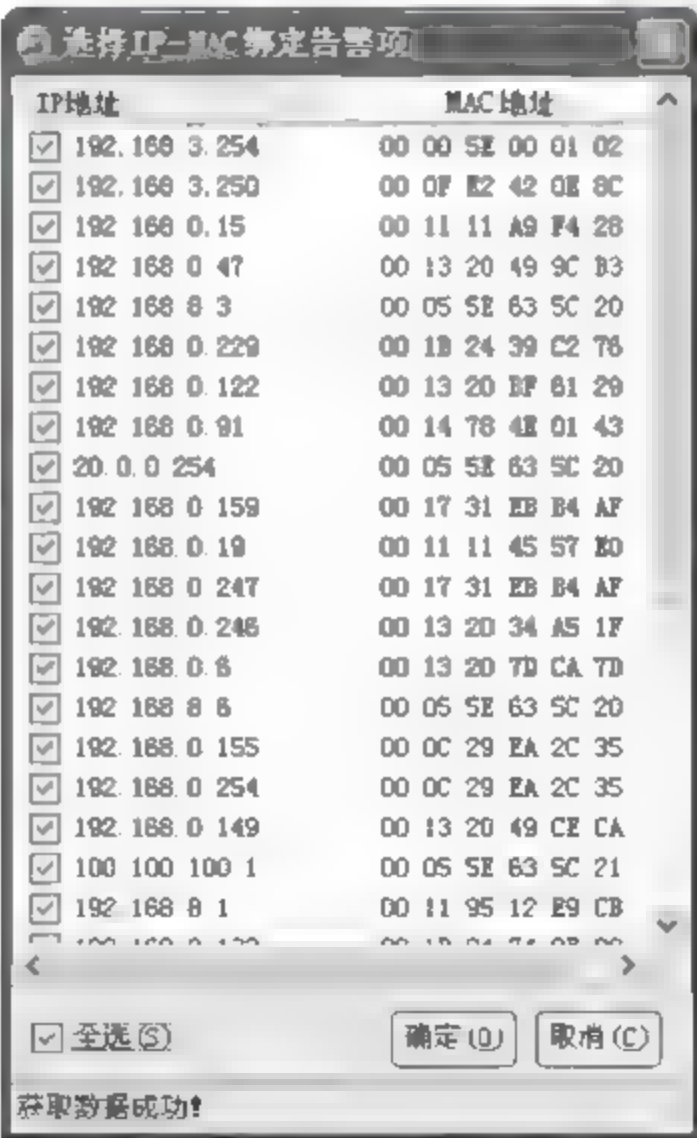 选择IP-MAC绑定告警项
IP地址 MAC地址
192.168 3.254 00 00 5E 00 01 02
192.168 3.250 00 0F E2 42 0E 8C
192 168 0.15 00 11 11 A9 F4 28
192 168 0 47 00 13 20 49 9C B3
192 168 8 3 00 05 5E 63 5C 20
192 168 0.229 00 1B 24 39 C2 76
192 168 0.122 00 13 20 BF 61 29
192 168 0.91 00 14 78 4E 01 43
20.0.0 254 00 05 5E 63 5C 20
192 168 0 159 00 17 31 EB B4 AF
192 168.0.19 00 11 11 45 57 E0
192 168 0 247 00 17 31 EB B4 AF
192.168.0.246 00 13 20 34 A5 1F
192 168.0.6 00 13 20 7D CA 7D
192 168 8 6 00 05 5E 63 5C 20
192.168.0 155 00 0C 29 EA 2C 35
192.168.0 254 00 0C 29 EA 2C 35
192.168.0 149 00 13 20 49 CE CA
100 100 100 1 00 05 5E 63 5C 21
192 168 8 1 00 11 95 12 E9 CB
全选(S) 确定(O) 取消(C)
获取数据成功!